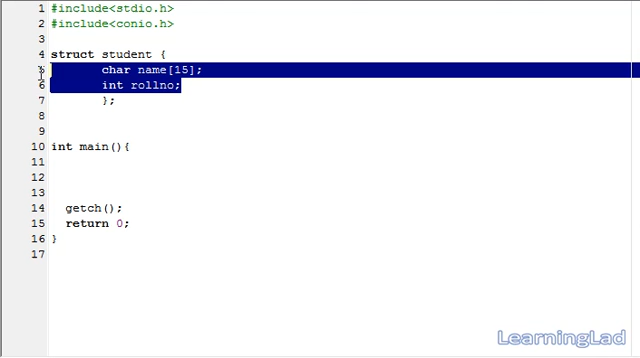 1 #include<stdio.h>
2 #include<conio.h>
3
4 struct student {
5 char name[15];
6 int rollno;
7 };
8
9
10 int main(){
11
12
13
14 getch();
15 return 0;
16 }
17
LearningLad